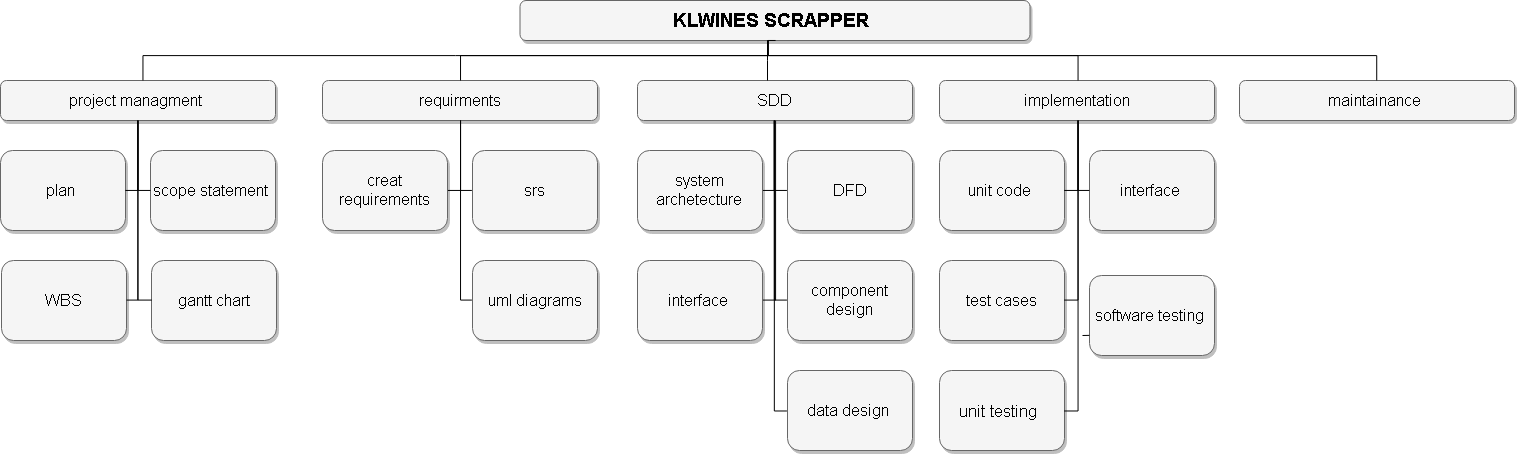 KLWINES SCRAPPER
project managment
requirments
SDD
implementation
maintainance
plan
scope statement
creat
requirements
srs
system
archetecture
DFD
unit code
interface
WBS
gantt chart
uml diagrams
interface
component
design
test cases
software testing
data design
unit testing